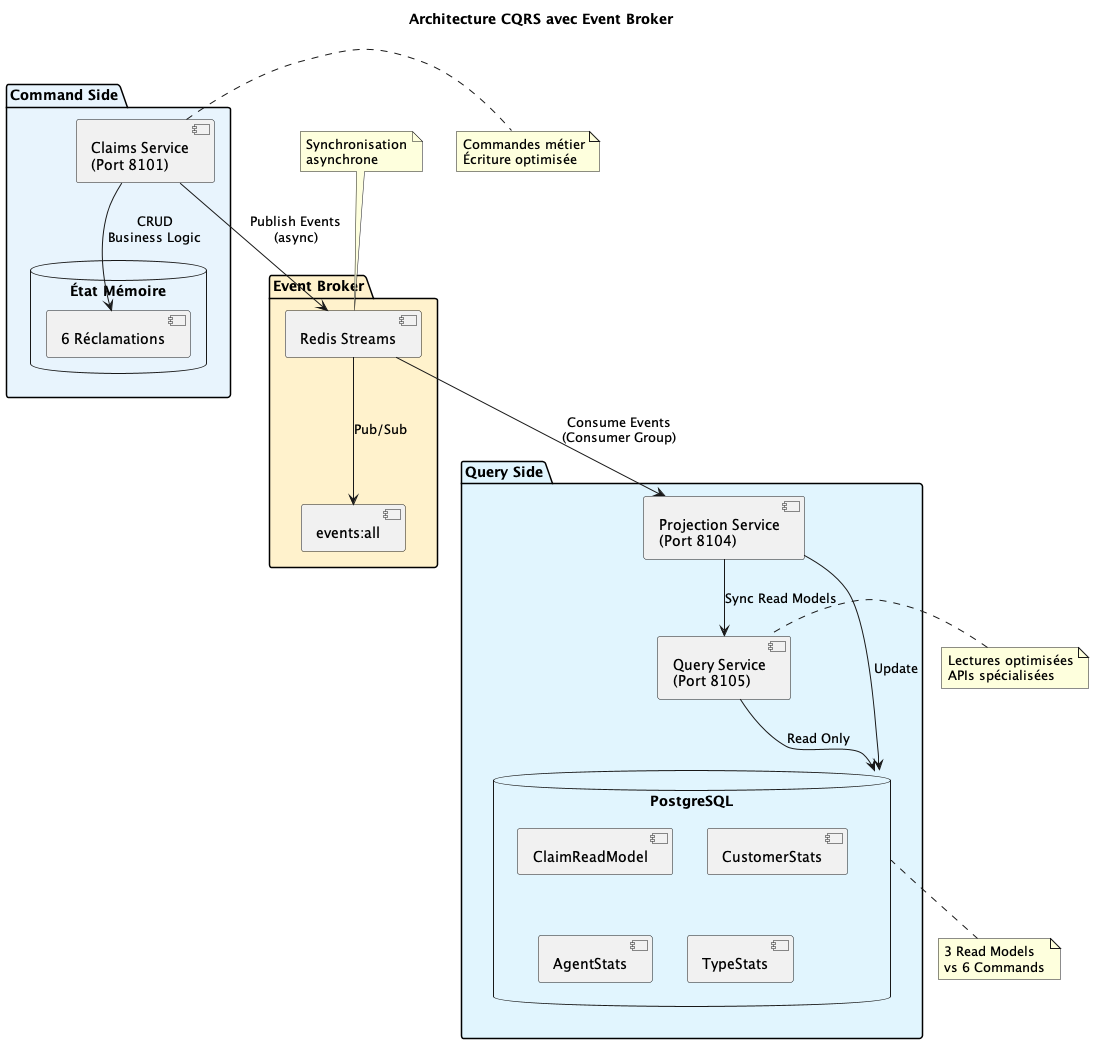 Architecture CQRS avec Event Broker
Command Side
Claims Service
(Port 8101)
Synchronisation
asynchrone
Commandes métier
Écriture optimisée
CRUD
Business Logic
Publish Events
(async)
État Mémoire
6 Réclamations
Event Broker
Redis Streams
Pub/Sub
events:all
Consume Events
(Consumer Group)
Query Side
Projection Service
(Port 8104)
Sync Read Models
Query Service
(Port 8105)
Lectures optimisées
APIs spécialisées
Update
Read Only
PostgreSQL
ClaimReadModel
CustomerStats
AgentStats
TypeStats
3 Read Models
vs 6 Commands